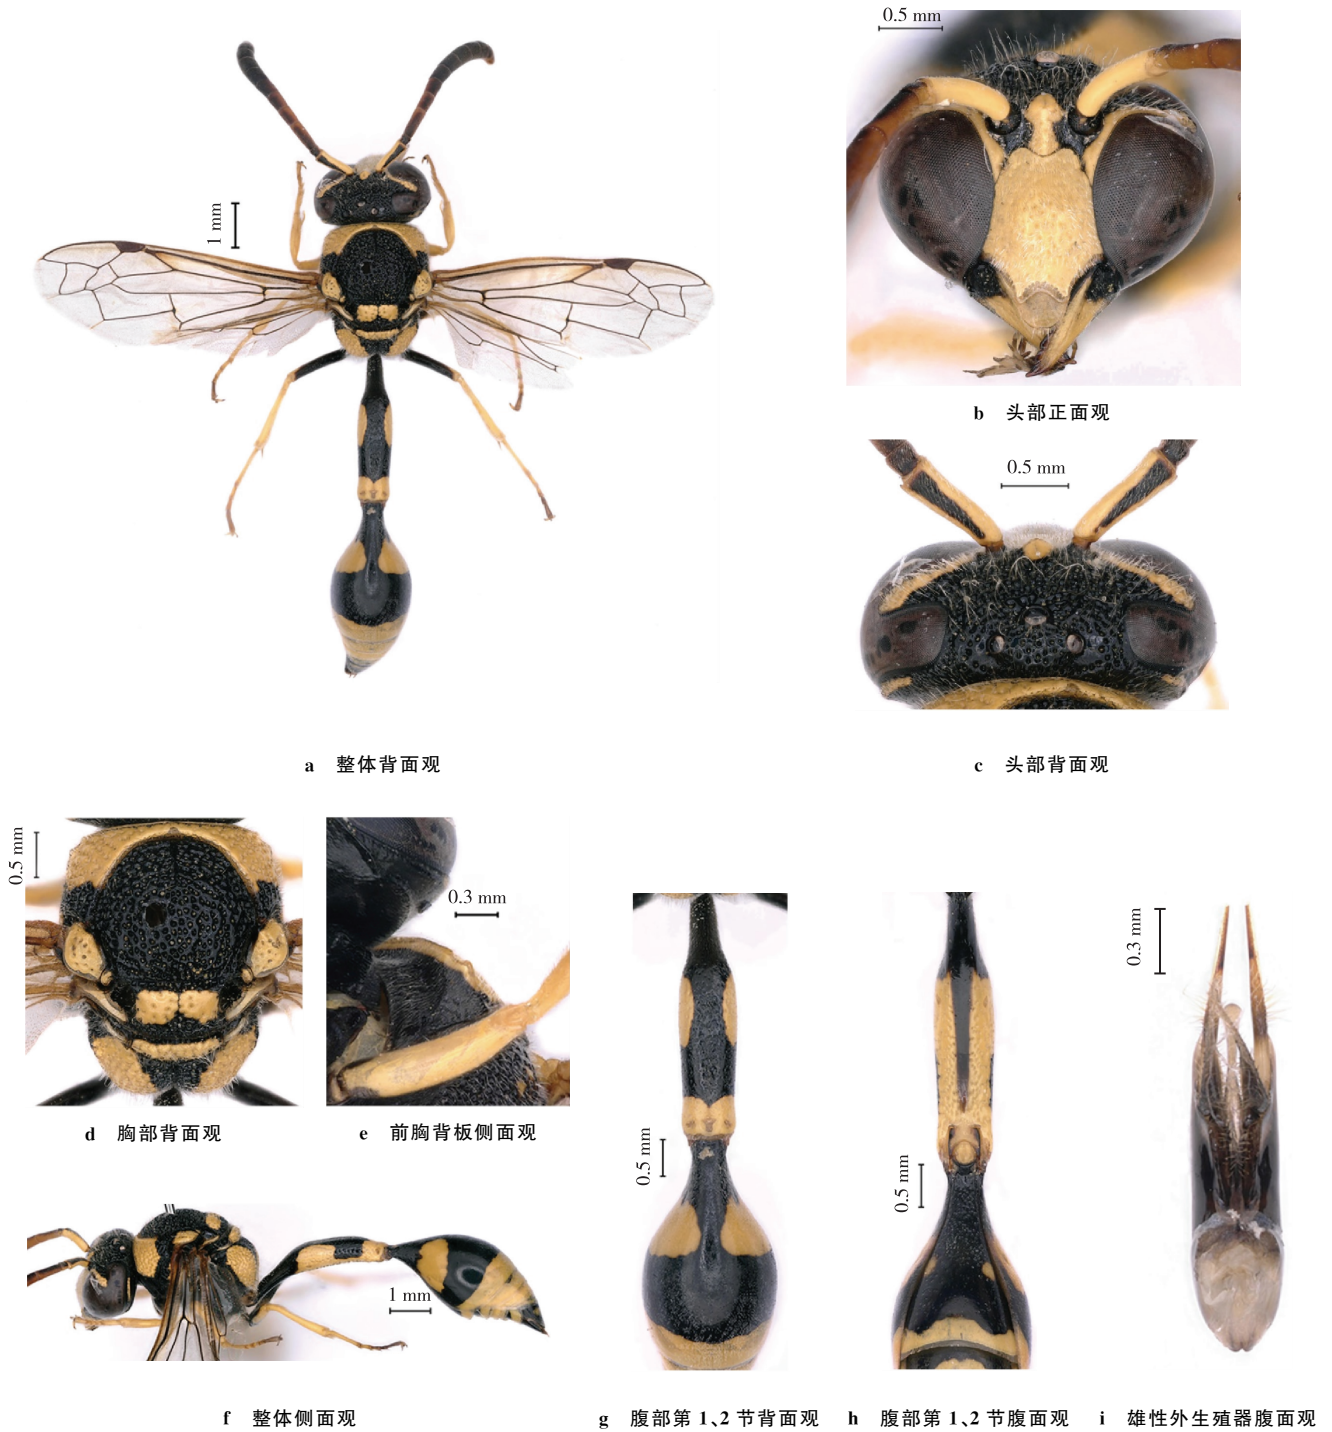 0.5 mm
1 mm
b 头部正面观
0.5 mm
a 整体背面观
c 头部背面观
0.5 mm
0.3 mm
0.3 mm
d 胸部背面观
e 前胸背板侧面观
0.5 mm
0.5 mm
1 mm
f 整体侧面观
g 腹部第 1、2 节背面观
h 腹部第 1、2 节腹面观
i 雄性外生殖器腹面观